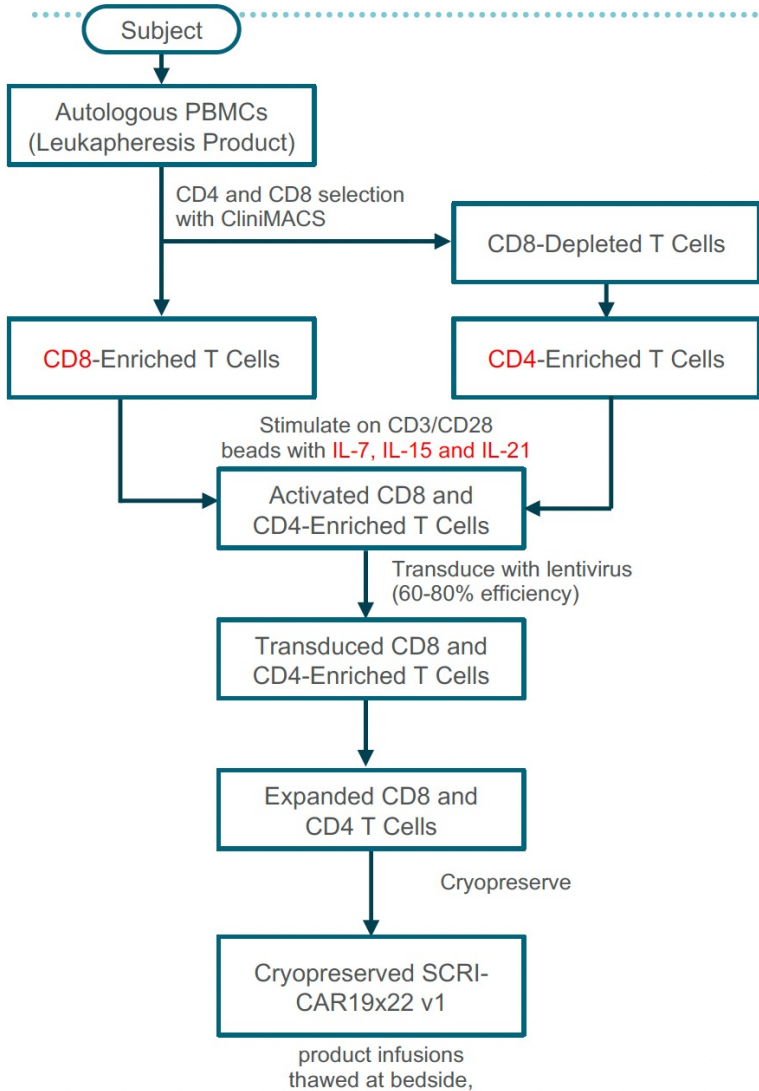 Subject
Autologous PBMCs
(Leukapheresis Product)
CD4 and CD8 selection
with CliniMACS
CD8-Depleted T Cells
CD8-Enriched T Cells
CD4-Enriched T Cells
Stimulate on CD3/CD28
beads with IL-7, IL-15 and IL-21
Activated CD8 and
CD4-Enriched T Cells
Transduce with lentivirus
(60-80% efficiency)
Transduced CD8 and
CD4-Enriched T Cells
Expanded CD8 and
CD4 T Cells
Cryopreserve
Cryopreserved SCRI-
CAR19x22 v1
product infusions
thawed at bedside,